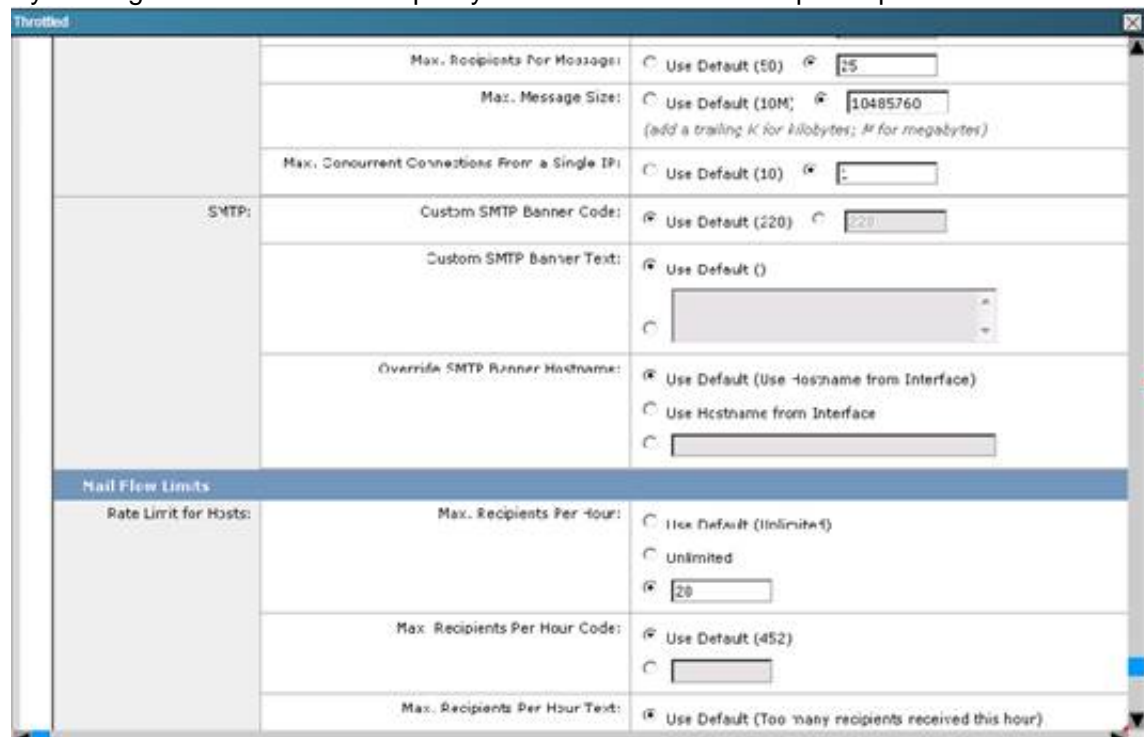 Throttled
Max. Recipients Per Message: Use Default (50) 25
Max. Message Size: Use Default (10M) 10485760
(add a trailing K for kilobytes; M for megabytes)
Max. Concurrent Connections From a Single IP: Use Default (10)
SMTP: Custom SMTP Banner Code: Use Default (220) 220
Custom SMTP Banner Text: Use Default ()
Override SMTP Banner Hostname: Use Default (Use Hostname from Interface)
Use Hostname from Interface
Mail Flow Limits
Rate Limit for Hosts: Max. Recipients Per Hour: Use Default (Unlimited)
Unlimited
20
Max. Recipients Per Hour Code: Use Default (452)
Max. Recipients Per Hour Text: Use Default (Too many recipients received this hour)